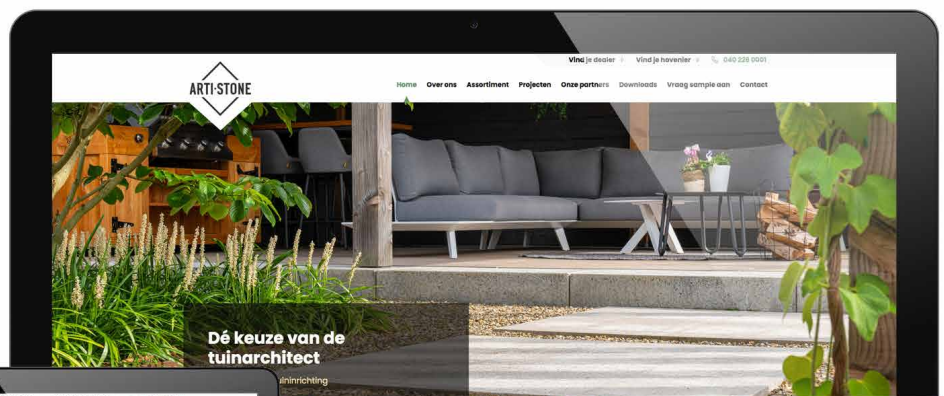 Vind je dealer
Vind je hovenier
040 226 0901
ARTI·STONE
Home Over ons Assortiment Projecten Onze partners Downloads Vraag sample aan Contact
Dé keuze van de
tuinarchitect